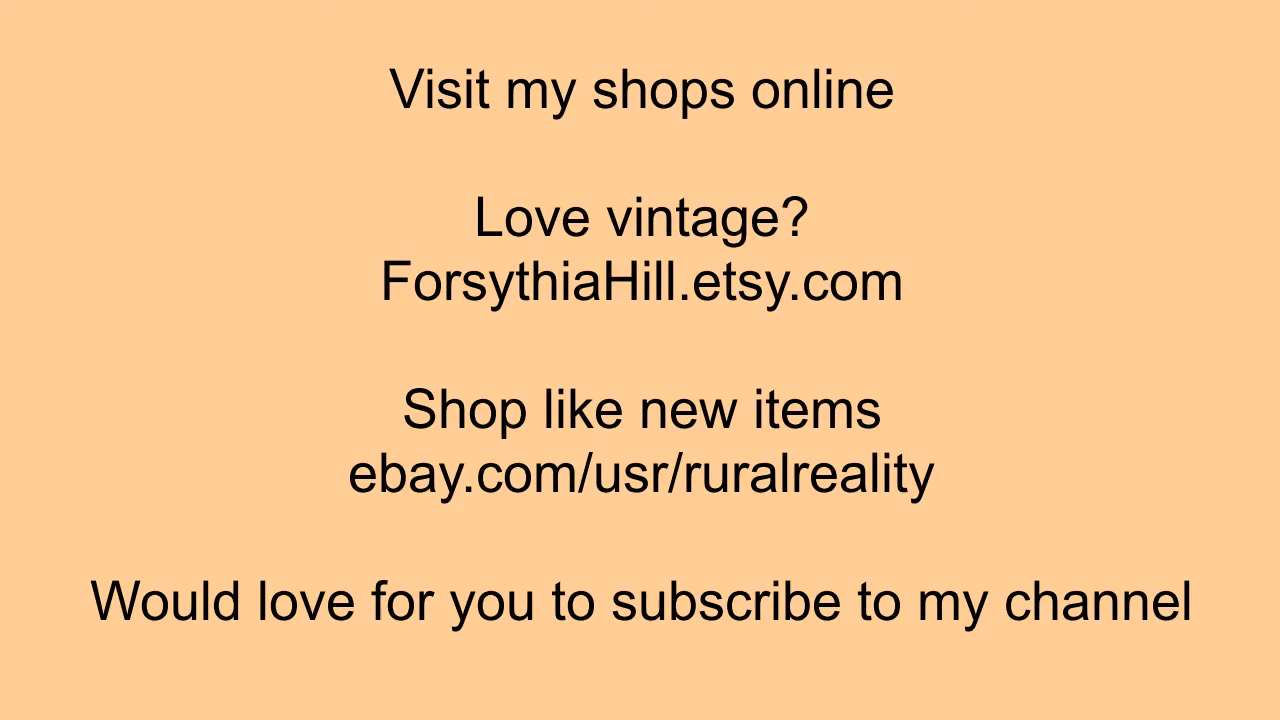 Visit my shops online
Love vintage?
ForsythiaHill.etsy.com
Shop like new items
ebay.com/usr/ruralreality
Would love for you to subscribe to my channel